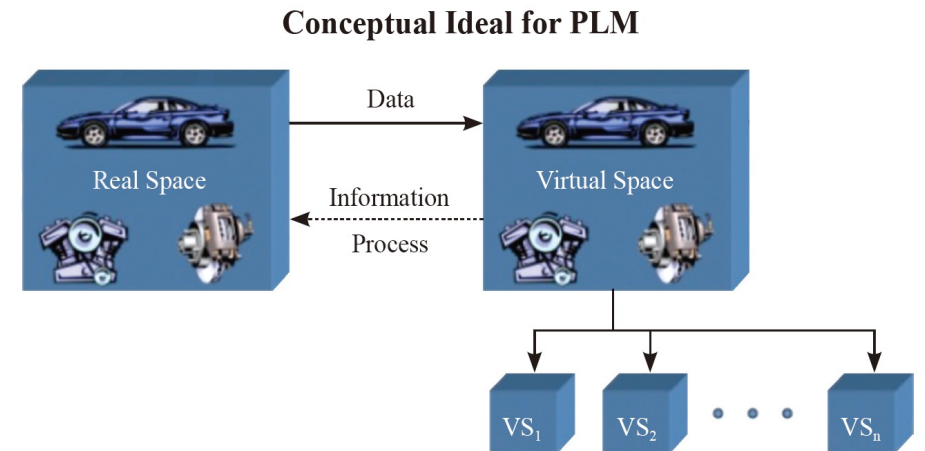 Conceptual Ideal for PLM
Data
Real Space
Virtual Space
Information
Process
VS₁
VS₂
VSₙ